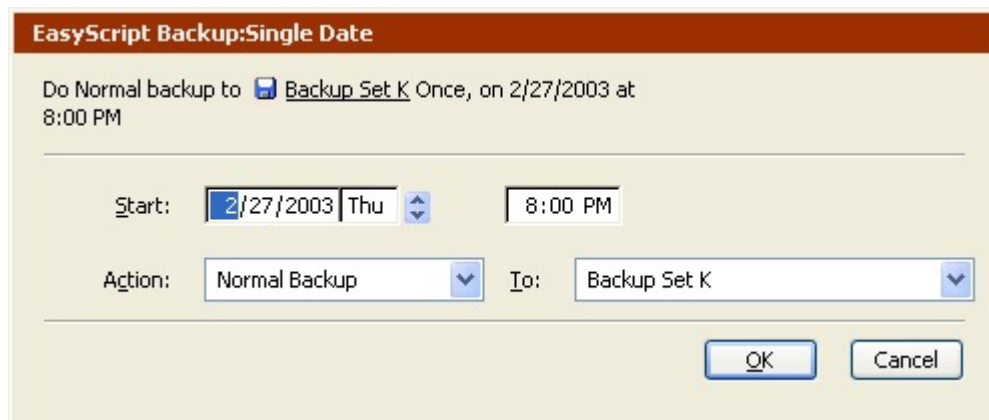 EasyScript Backup:Single Date
Do Normal backup to Backup Set K Once, on 2/27/2003 at
8:00 PM
Start: 2/27/2003 Thu 8:00 PM
Action: Normal Backup To: Backup Set K
OK Cancel